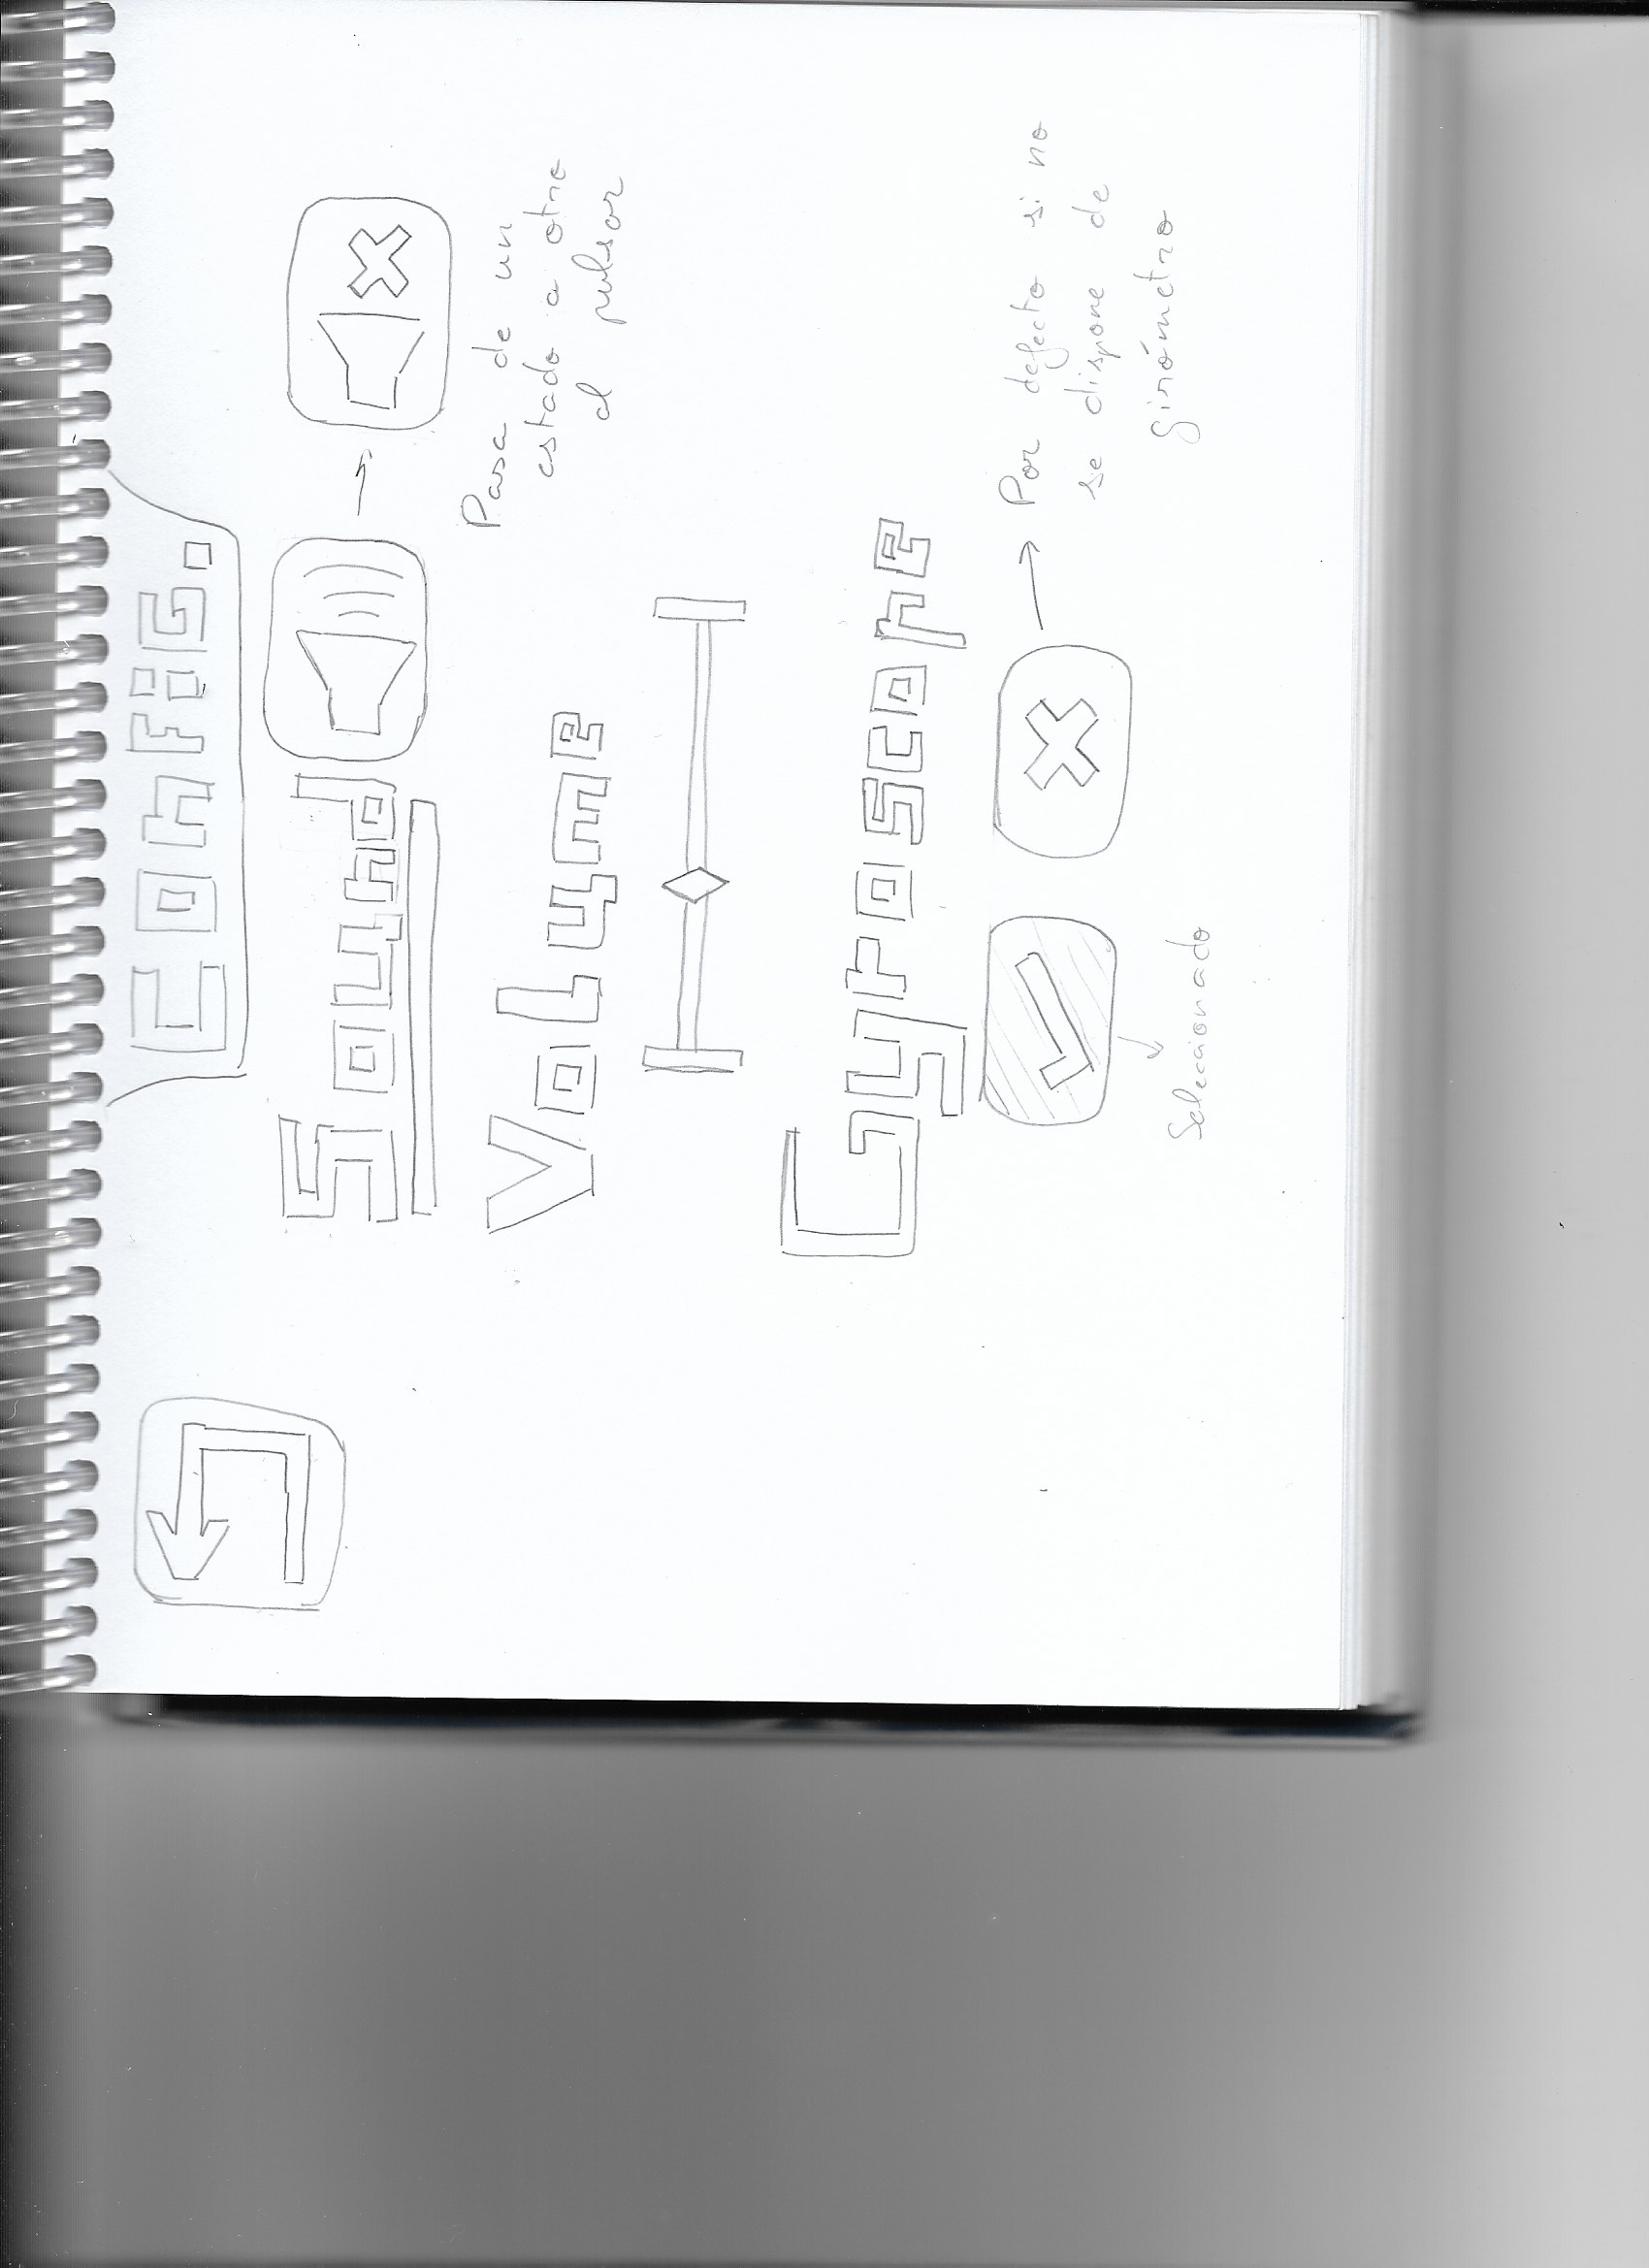 Config.
Sound
Pasa de un
estado a otro
al pulsar
Volume
Gyroscope
Por defecto si no
se dispone de
girómetro
Seleccionado